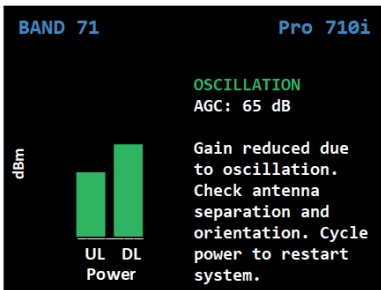 BAND 71 Pro 710i
OSCILLATION
AGC: 65 dB
Gain reduced due
to oscillation.
Check antenna
separation and
orientation. Cycle
power to restart
system.
dBm
UL DL
Power